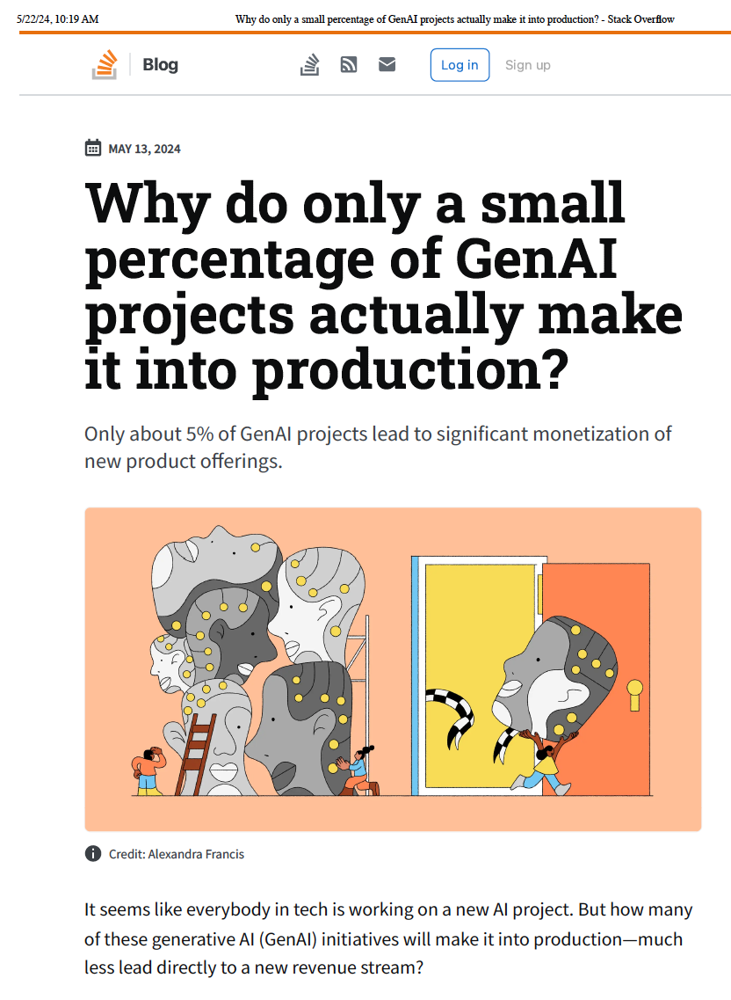 5/22/24, 10:19 AM
Why do only a small percentage of GenAI projects actually make it into production? - Stack Overflow
Blog
Log in
Sign up
MAY 13, 2024
Why do only a small
percentage of GenAI
projects actually make
it into production?
Only about 5% of GenAI projects lead to significant monetization of
new product offerings.
Credit: Alexandra Francis
It seems like everybody in tech is working on a new AI project. But how many
of these generative AI (GenAI) initiatives will make it into production—much
less lead directly to a new revenue stream?